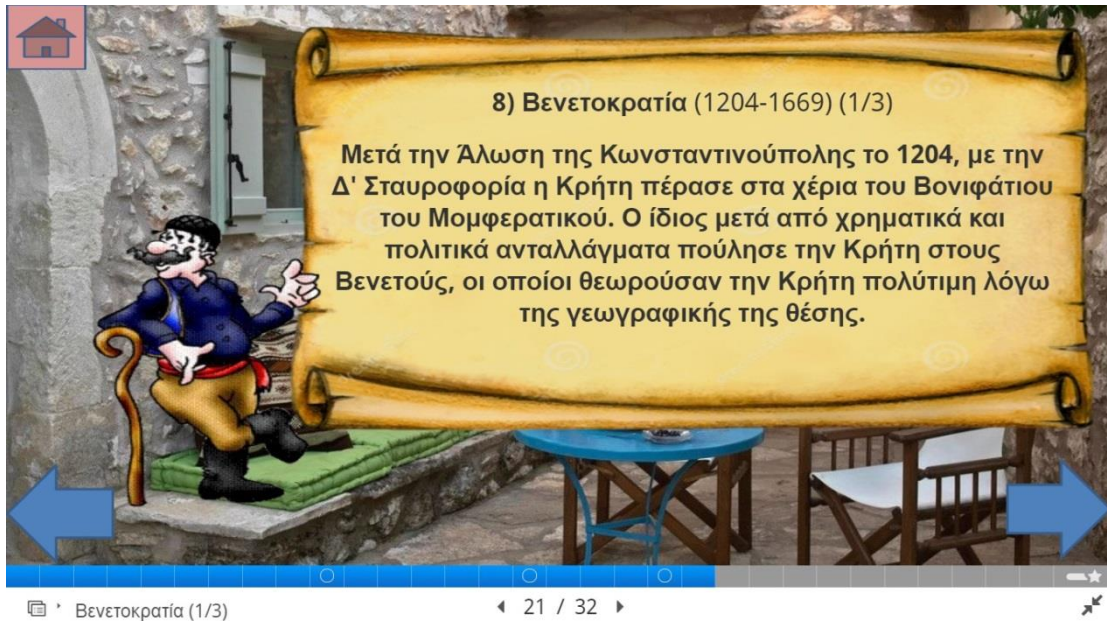 8) Βενετοκρατία (1204-1669) (1/3)
Μετά την Άλωση της Κωνσταντινούπολης το 1204, με την
Δ' Σταυροφορία η Κρήτη πέρασε στα χέρια του Βονιφάτιου
του Μομφερατικού. Ο ίδιος μετά από χρηματικά και
πολιτικά ανταλλάγματα πούλησε την Κρήτη στους
Βενετούς, οι οποίοι θεωρούσαν την Κρήτη πολύτιμη λόγω
της γεωγραφικής της θέσης.
Βενετοκρατία (1/3)
21 / 32